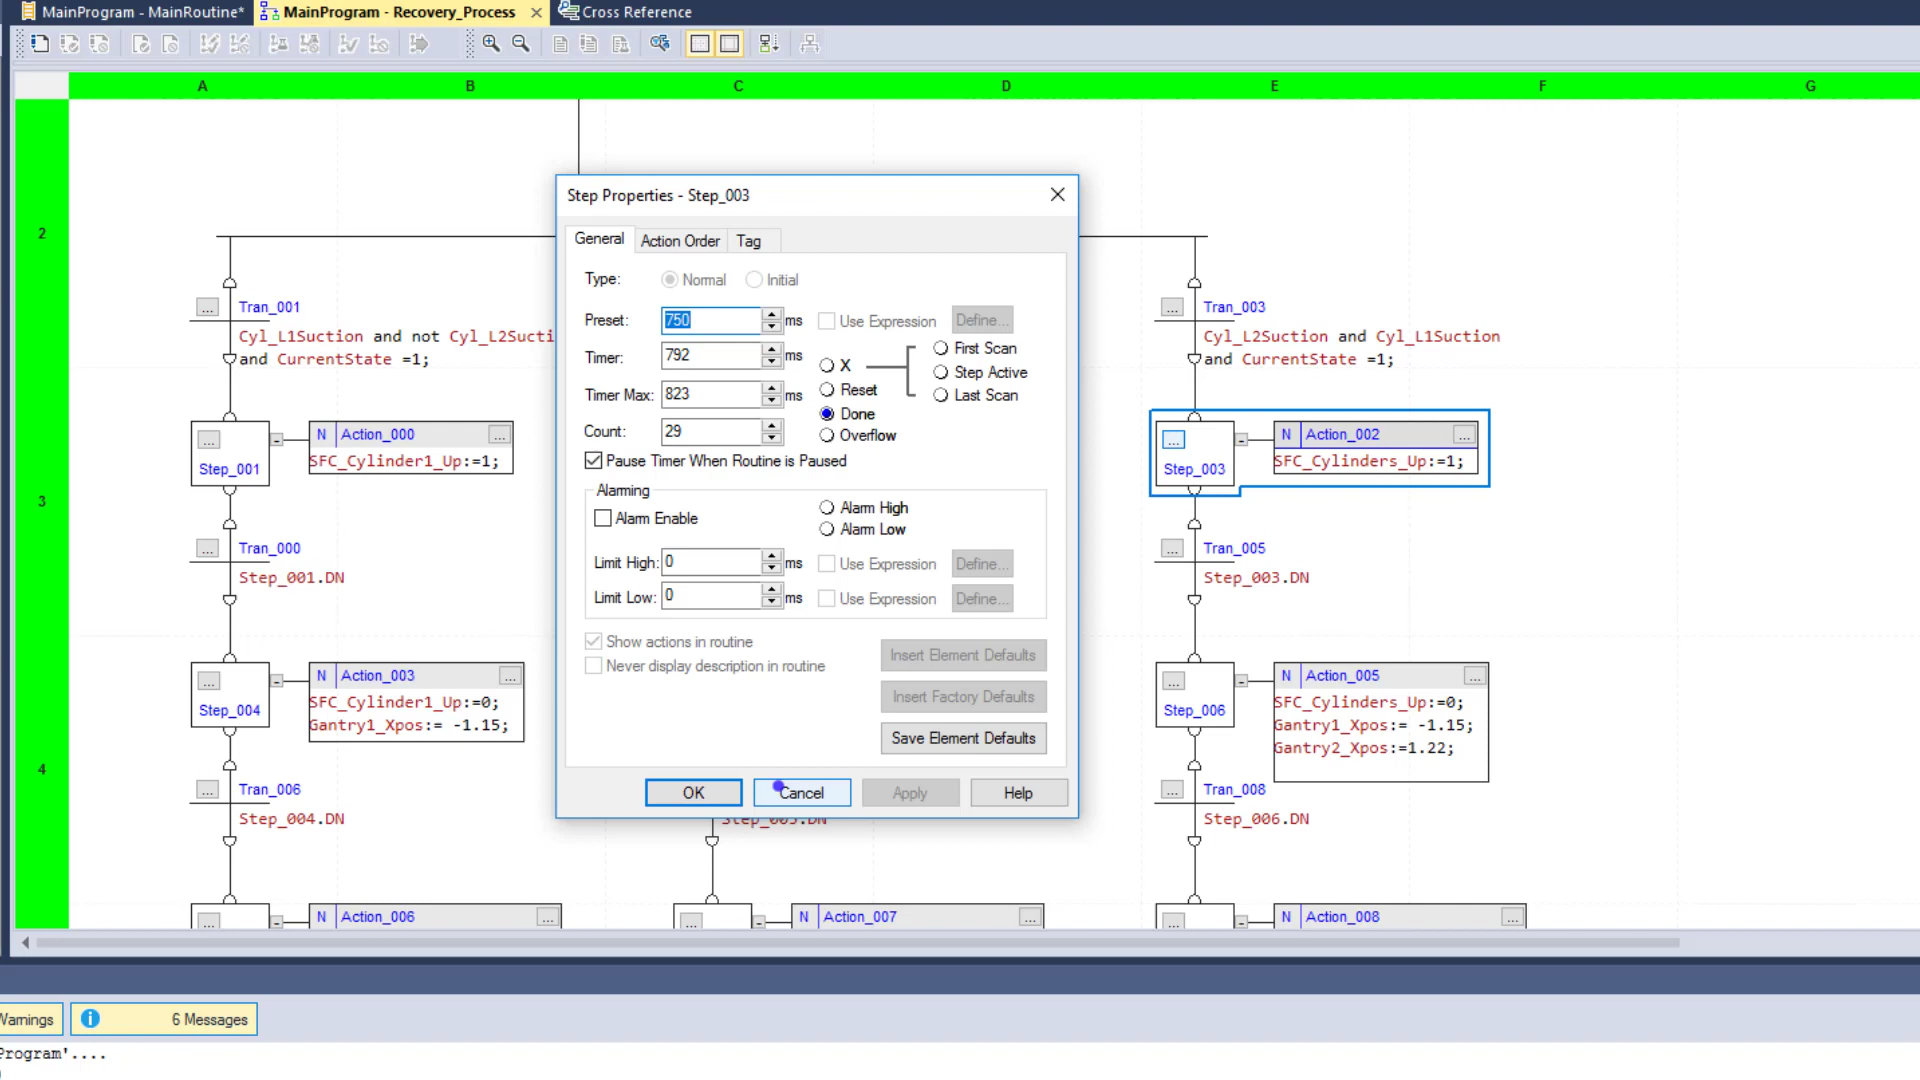 MainProgram - MainRoutine*
MainProgram - Recovery_Process
Cross Reference
A B C D E F G
2
3
4
Step Properties - Step_003
General
Action Order
Tag
Type:
Normal
Initial
Preset:
750
ms
Use Expression
Define...
Timer:
792
ms
X
First Scan
Step Active
Last Scan
Timer Max:
823
ms
Reset
Done
Count:
29
Overflow
Pause Timer When Routine is Paused
Alarming
Alarm Enable
Alarm High
Alarm Low
Limit High:
0
ms
Use Expression
Define...
Limit Low:
0
ms
Use Expression
Define...
Show actions in routine
Never display description in routine
Insert Element Defaults
Insert Factory Defaults
Save Element Defaults
OK
Cancel
Apply
Help
...
Tran_001
Cyl_L1Suction and not Cyl_L2Sucti
and CurrentState =1;
...
Step_001
N Action_000 ...
SFC_Cylinder1_Up:=1;
...
Tran_000
Step_001.DN
...
Step_004
N Action_003 ...
SFC_Cylinder1_Up:=0;
Gantry1_Xpos:= -1.15;
...
Tran_006
Step_004.DN
...
N Action_006 ...
Step_005.DN
...
N Action_007 ...
...
Tran_003
Cyl_L2Suction and Cyl_L1Suction
and CurrentState =1;
...
Step_003
N Action_002 ...
SFC_Cylinders_Up:=1;
...
Tran_005
Step_003.DN
...
Step_006
N Action_005 ...
SFC_Cylinders_Up:=0;
Gantry1_Xpos:= -1.15;
Gantry2_Xpos:=1.22;
...
Tran_008
Step_006.DN
...
N Action_008 ...
Warnings
6 Messages
Program'....